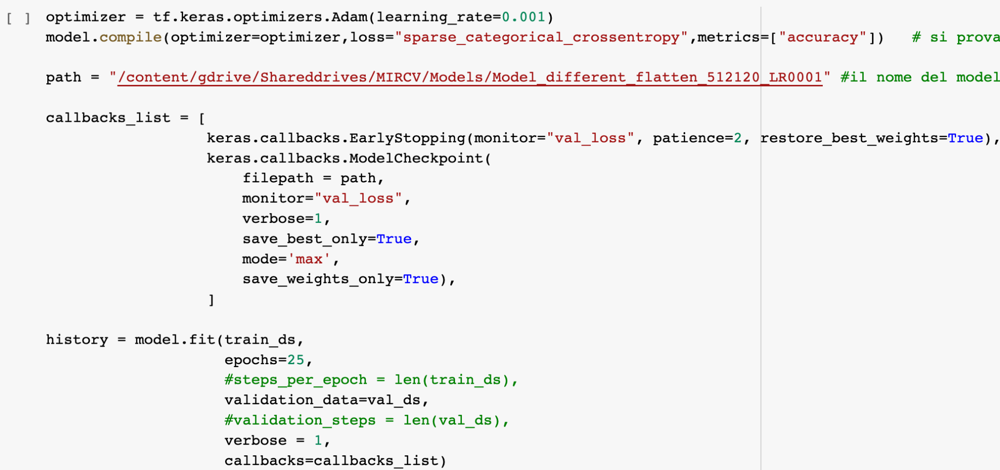 [ ] optimizer = tf.keras.optimizers.Adam(learning_rate=0.001)
model.compile(optimizer=optimizer,loss="sparse_categorical_crossentropy",metrics=["accuracy"]) # si prova
path = "/content/gdrive/Shareddrives/MIRCV/Models/Model_different_flatten_512120_LR0001" #il nome del model
callbacks_list = [
keras.callbacks.EarlyStopping(monitor="val_loss", patience=2, restore_best_weights=True),
keras.callbacks.ModelCheckpoint(
filepath = path,
monitor="val_loss",
verbose=1,
save_best_only=True,
mode='max',
save_weights_only=True),
]
history = model.fit(train_ds,
epochs=25,
#steps_per_epoch = len(train_ds),
validation_data=val_ds,
#validation_steps = len(val_ds),
verbose = 1,
callbacks=callbacks_list)